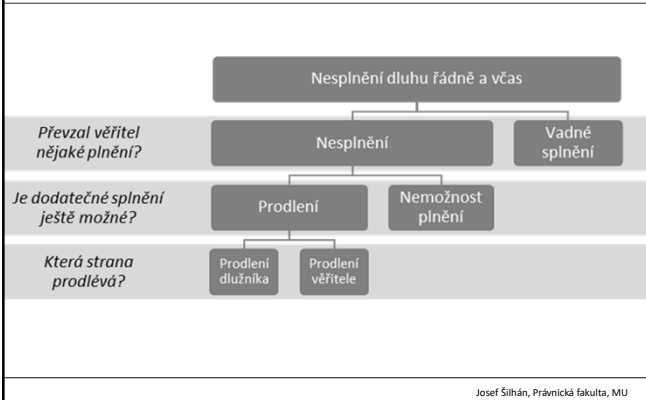 Nesplnění dluhu řádně a včas
Převzal věřitel
nějaké plnění?
Nesplnění
Vadné
splnění
Je dodatečné splnění
ještě možné?
Prodlení
Nemožnost
plnění
Která strana
prodlévá?
Prodlení
dlužníka
Prodlení
věřitele
Josef Šilhán, Právnická fakulta, MU